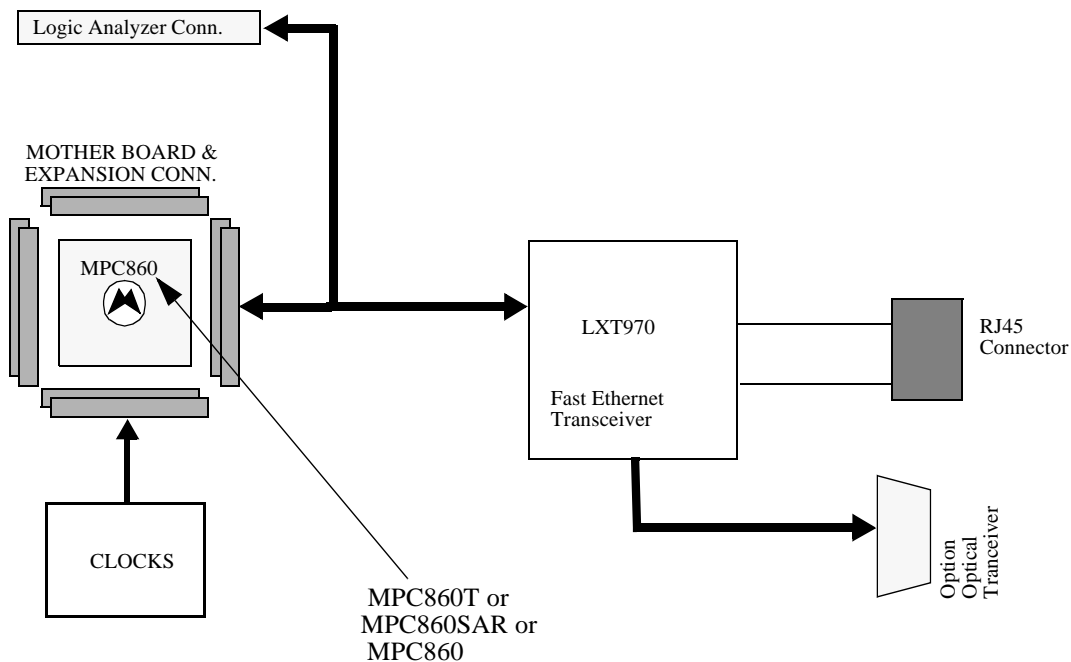 Logic Analyzer Conn.
MOTHER BOARD &
EXPANSION CONN.
MPC860
LXT970
Fast Ethernet
Transceiver
RJ45
Connector
CLOCKS
Option
Optical
Tranceiver
MPC860T or
MPC860SAR or
MPC860